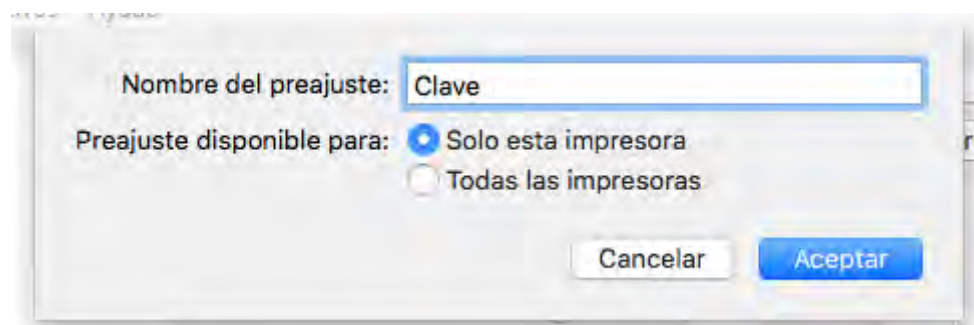 Nombre del preajuste: Clave
Preajuste disponible para: Solo esta impresora
Todas las impresoras
Cancelar Aceptar